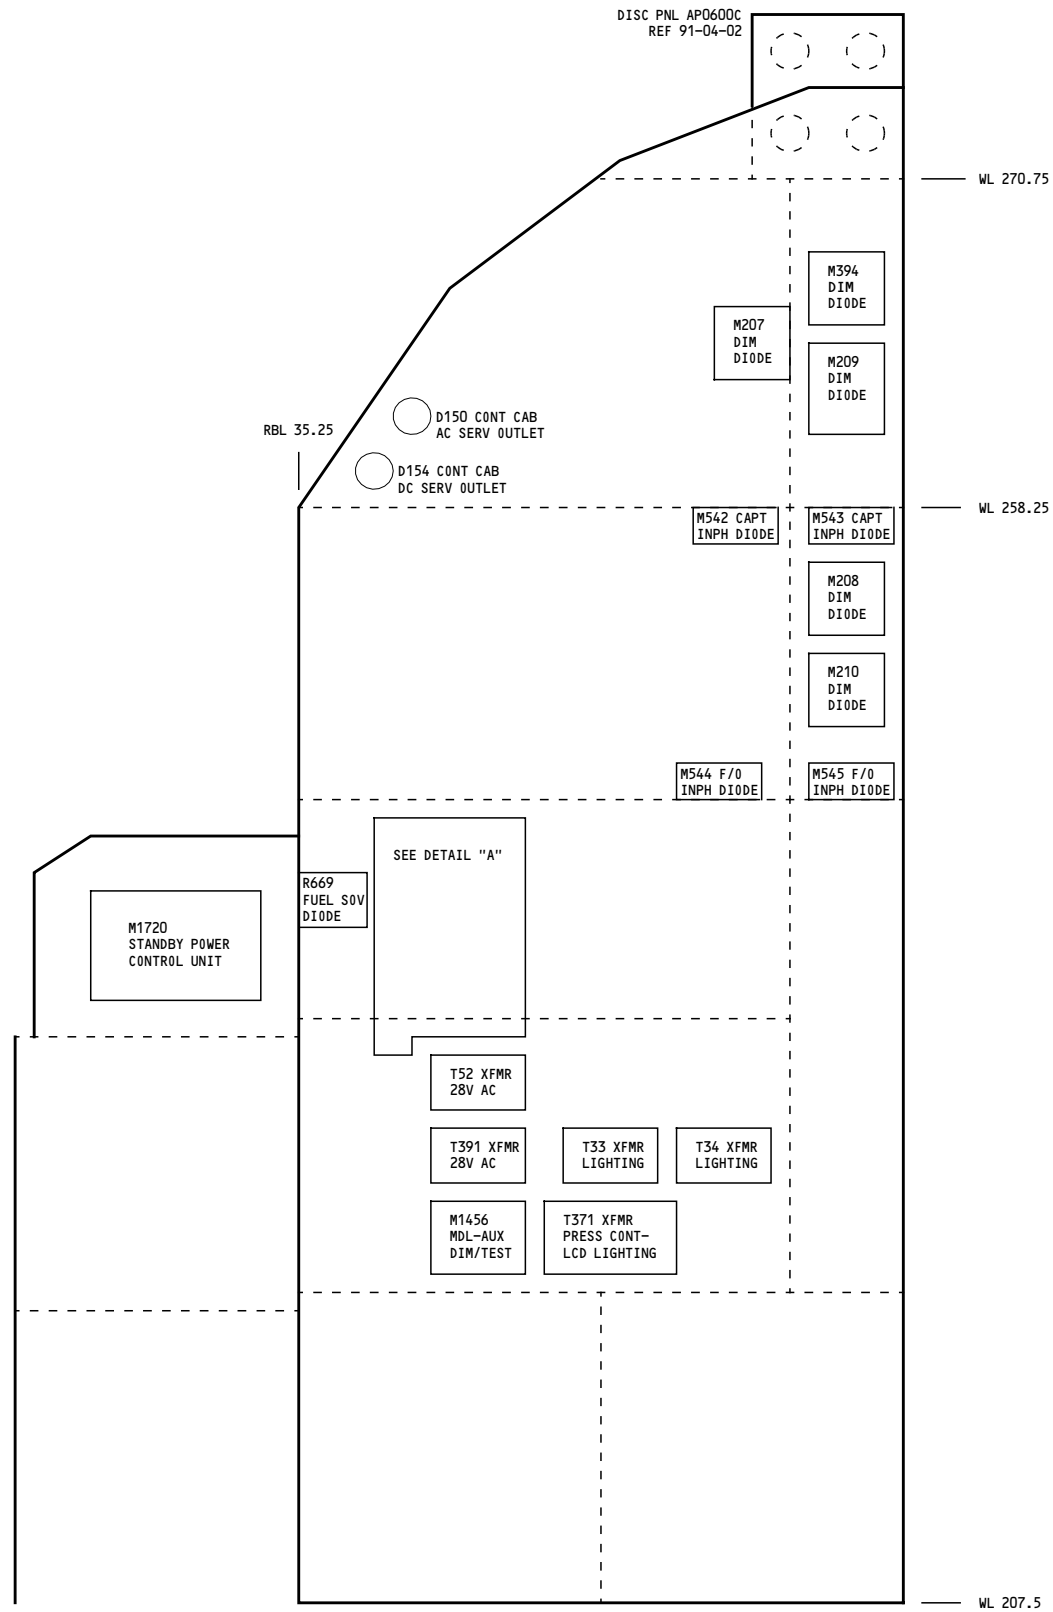 DISC PNL AP0600C
REF 91-04-02
WL 270.75
M394
DIM
DIODE
M207
DIM
DIODE
M209
DIM
DIODE
D150 CONT CAB
AC SERV OUTLET
RBL 35.25
D154 CONT CAB
DC SERV OUTLET
WL 258.25
M542 CAPT
INPH DIODE
M543 CAPT
INPH DIODE
M208
DIM
DIODE
M210
DIM
DIODE
M544 F/O
INPH DIODE
M545 F/O
INPH DIODE
SEE DETAIL "A"
R669
FUEL SOV
DIODE
M1720
STANDBY POWER
CONTROL UNIT
T52 XFMR
28V AC
T391 XFMR
28V AC
T33 XFMR
LIGHTING
T34 XFMR
LIGHTING
M1456
MDL-AUX
DIM/TEST
T371 XFMR
PRESS CONT-
LCD LIGHTING
WL 207.5